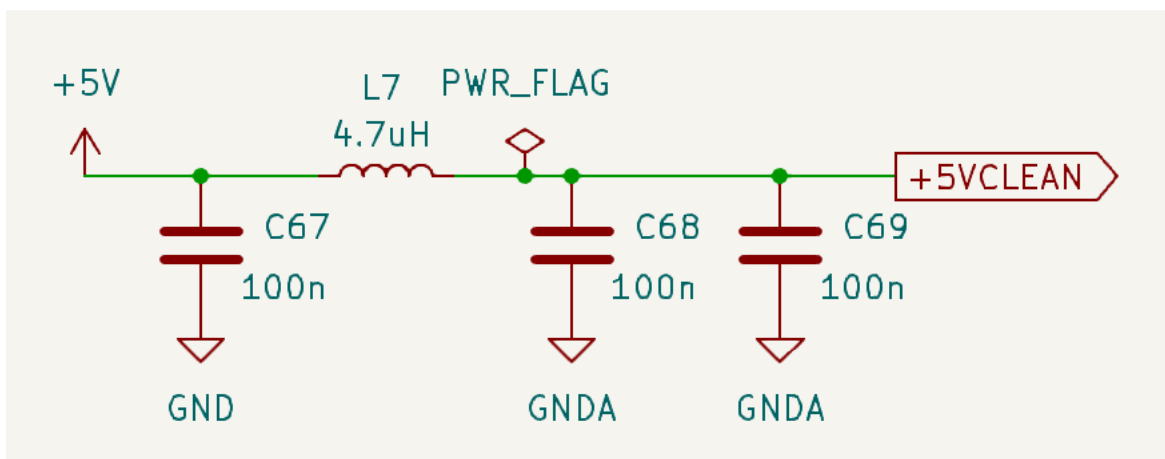 +5V
L7
4.7uH
PWR_FLAG
+5VCLEAN
C67
100n
C68
100n
C69
100n
GND
GNDA
GNDA